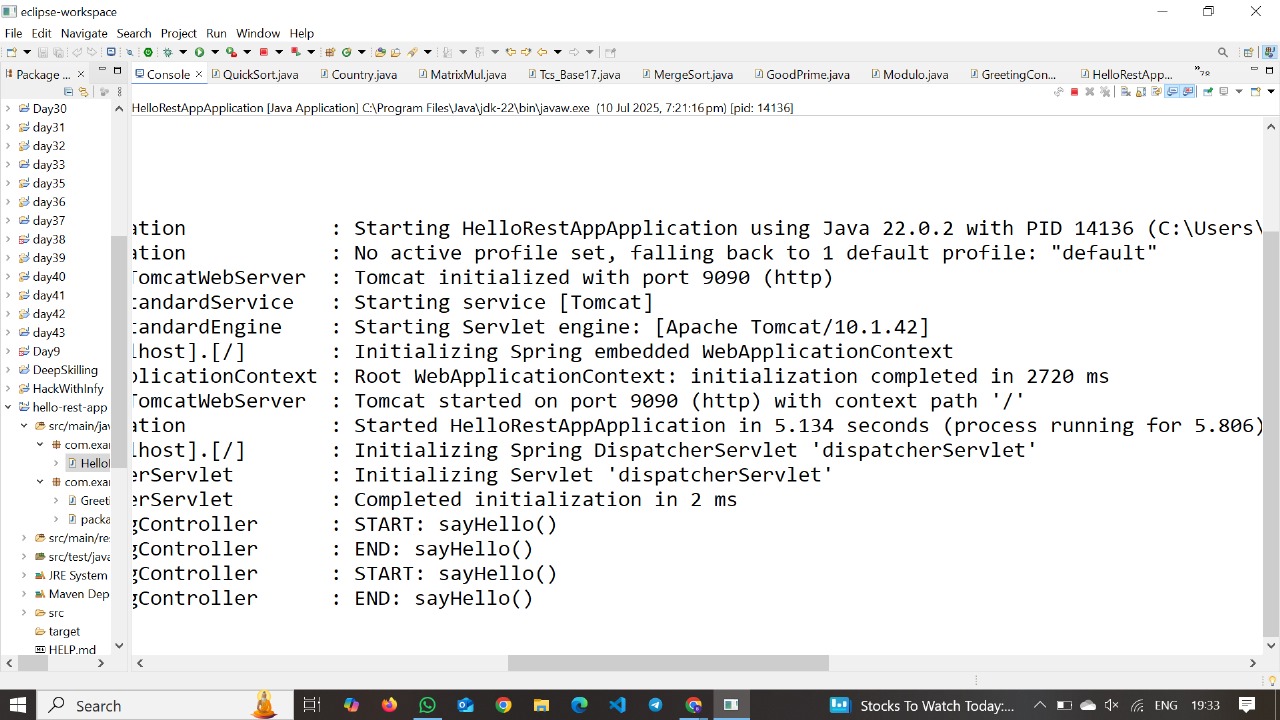 eclipse-workspace
File Edit Navigate Search Project Run Window Help
Package ... Console QuickSort.java Country.java MatrixMul.java Tcs_Base17.java MergeSort.java GoodPrime.java Modulo.java GreetingCon... HelloRestApp... 78
HelloRestAppApplication [Java Application] C:\Program Files\Java\jdk-22\bin\javaw.exe (10 Jul 2025, 7:21:16 pm) [pid: 14136]
Day30
day31
day32
day33
day35
day36
day37
day38
day39
day40
day41
day42
day43
Day9
DeepSkilling
HackWithInfy
hello-rest-app
src/main/jav
com.exar
Hello
com.exar
Greeti
packa
src/main/res
src/test/java
JRE System
Maven Dep
src
target
HELP.md
ation : Starting HelloRestAppApplication using Java 22.0.2 with PID 14136 (C:\Users\
ation : No active profile set, falling back to 1 default profile: "default"
TomcatWebServer : Tomcat initialized with port 9090 (http)
tandardService : Starting service [Tomcat]
tandardEngine : Starting Servlet engine: [Apache Tomcat/10.1.42]
lhost].[/] : Initializing Spring embedded WebApplicationContext
plicationContext : Root WebApplicationContext: initialization completed in 2720 ms
TomcatWebServer : Tomcat started on port 9090 (http) with context path '/'
ation : Started HelloRestAppApplication in 5.134 seconds (process running for 5.806)
lhost].[/] : Initializing Spring DispatcherServlet 'dispatcherServlet'
erServlet : Initializing Servlet 'dispatcherServlet'
erServlet : Completed initialization in 2 ms
gController : START: sayHello()
gController : END: sayHello()
gController : START: sayHello()
gController : END: sayHello()
Search Stocks To Watch Today:... ENG 19:33